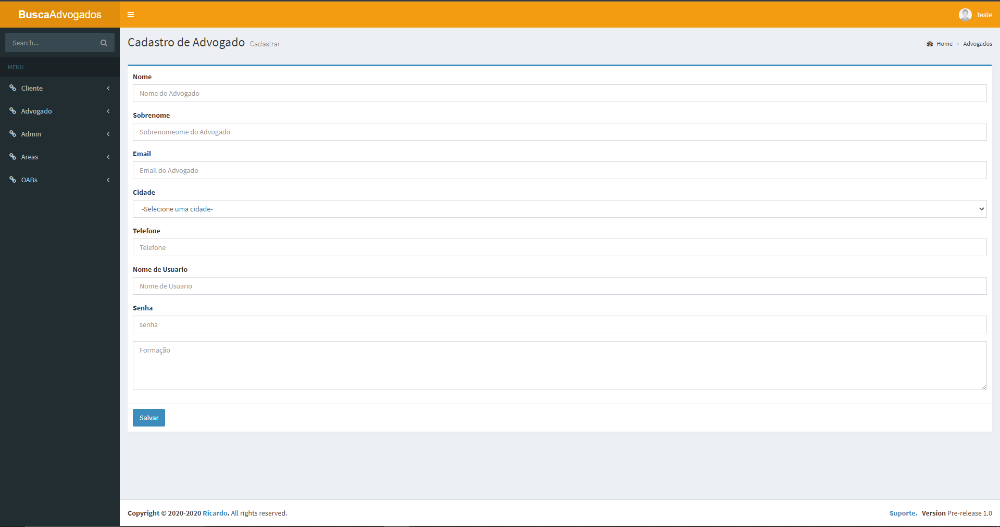 BuscaAdvogados
teste
Search...
MENU
Cliente
Advogado
Admin
Areas
OABs
Cadastro de Advogado Cadastrar
Home > Advogados
Nome
Nome do Advogado
Sobrenome
Sobrenomeome do Advogado
Email
Email do Advogado
Cidade
-Selecione uma cidade-
Telefone
Telefone
Nome de Usuario
Nome de Usuario
Senha
senha
Formação
Salvar
Copyright © 2020-2020 Ricardo. All rights reserved.
Suporte. Version Pre-release 1.0